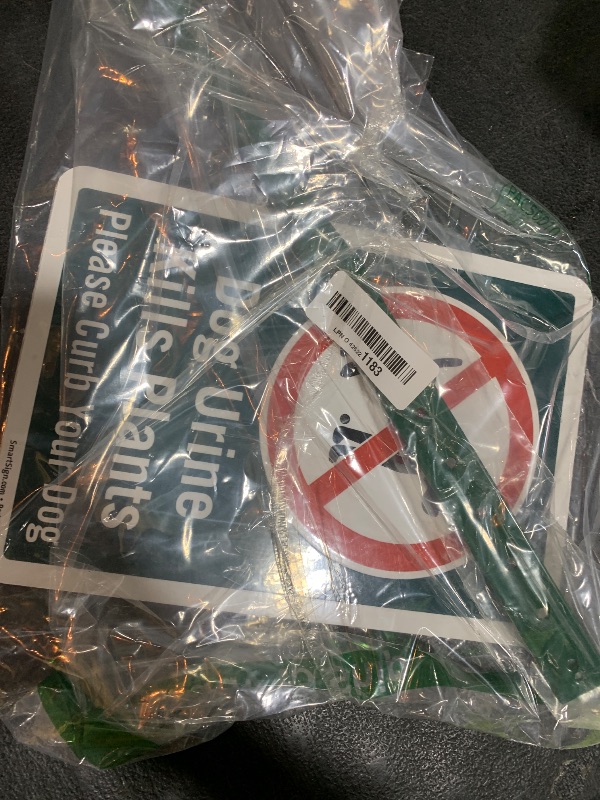 Dog Urine
Kills Plants
Please Curb Your Dog
SmartSign.com •
1183